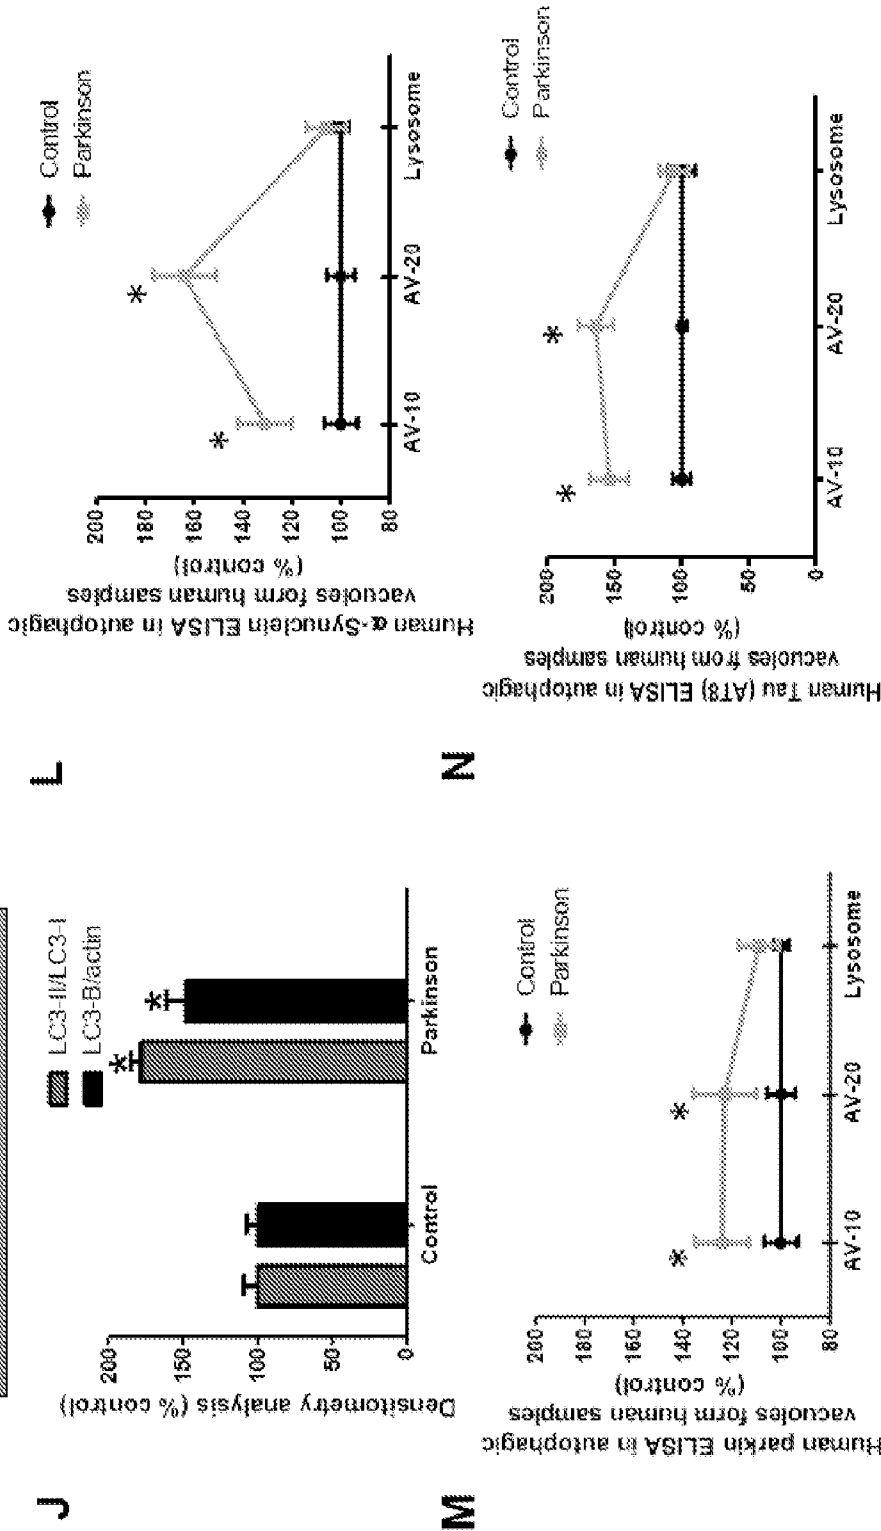 J
Densitometry analysis (% control)
200
150
100
50
0
LC3-II/LC3-I
LC3-B/actin
*
*
Control
Parkinson
L
Human α-Synuclein ELISA in autophagic
vacuoles form human samples
(% control)
200
180
160
140
120
100
80
Control
Parkinson
*
*
AV-10
AV-20
Lysosome
M
Human parkin ELISA in autophagic
vacuoles form human samples
(% control)
200
180
160
140
120
100
80
Control
Parkinson
*
*
AV-10
AV-20
Lysosome
N
Human Tau (AT8) ELISA in autophagic
vacuoles from human samples
(% control)
200
150
100
50
0
Control
Parkinson
*
*
AV-10
AV-20
Lysosome